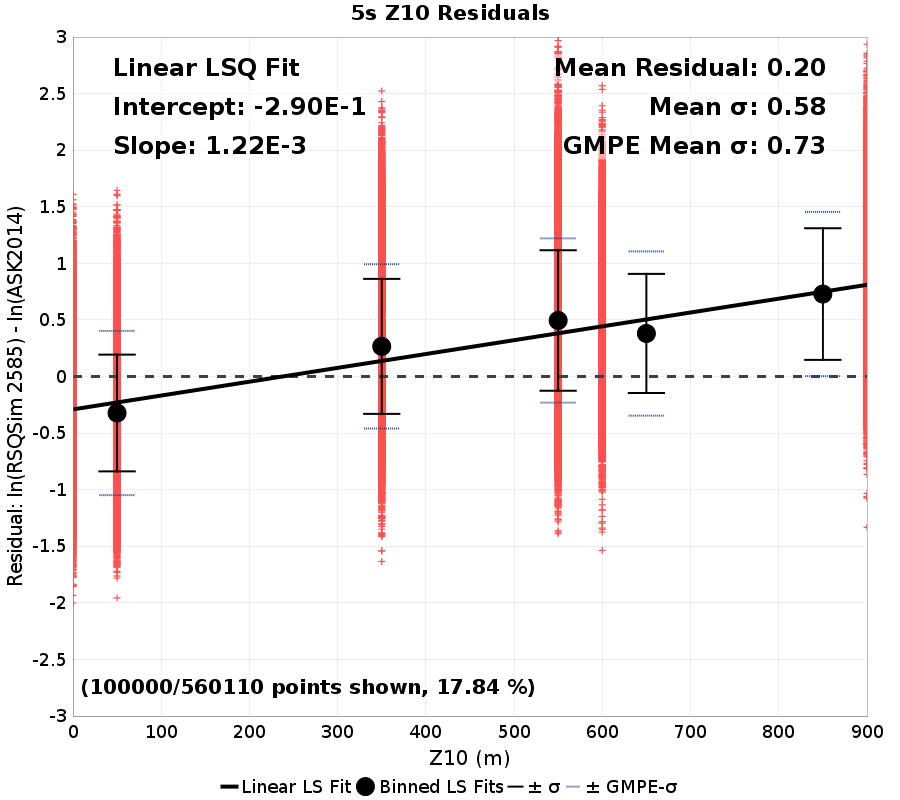 5s Z10 Residuals
Linear LSQ Fit
Intercept: -2.90E-1
Slope: 1.22E-3
Mean Residual: 0.20
Mean σ: 0.58
GMPE Mean σ: 0.73
3
2.5
2
1.5
1
0.5
0
-0.5
-1
-1.5
-2
-2.5
-3
Residual: ln(RSQSim 2585) - ln(ASK2014)
(100000/560110 points shown, 17.84 %)
0 100 200 300 400 500 600 700 800 900
Z10 (m)
Linear LS Fit Binned LS Fits ± σ ± GMPE-σ